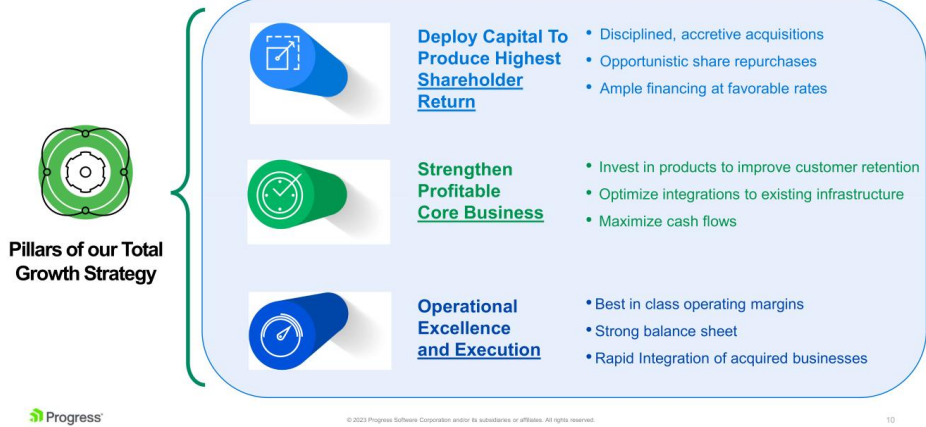 Pillars of our Total
Growth Strategy
Deploy Capital To
Produce Highest
Shareholder
Return
• Disciplined, accretive acquisitions
• Opportunistic share repurchases
• Ample financing at favorable rates
Strengthen
Profitable
Core Business
• Invest in products to improve customer retention
• Optimize integrations to existing infrastructure
• Maximize cash flows
Operational
Excellence
and Execution
• Best in class operating margins
• Strong balance sheet
• Rapid Integration of acquired businesses
Progress
© 2023 Progress Software Corporation and/or its subsidiaries or affiliates. All rights reserved.
10